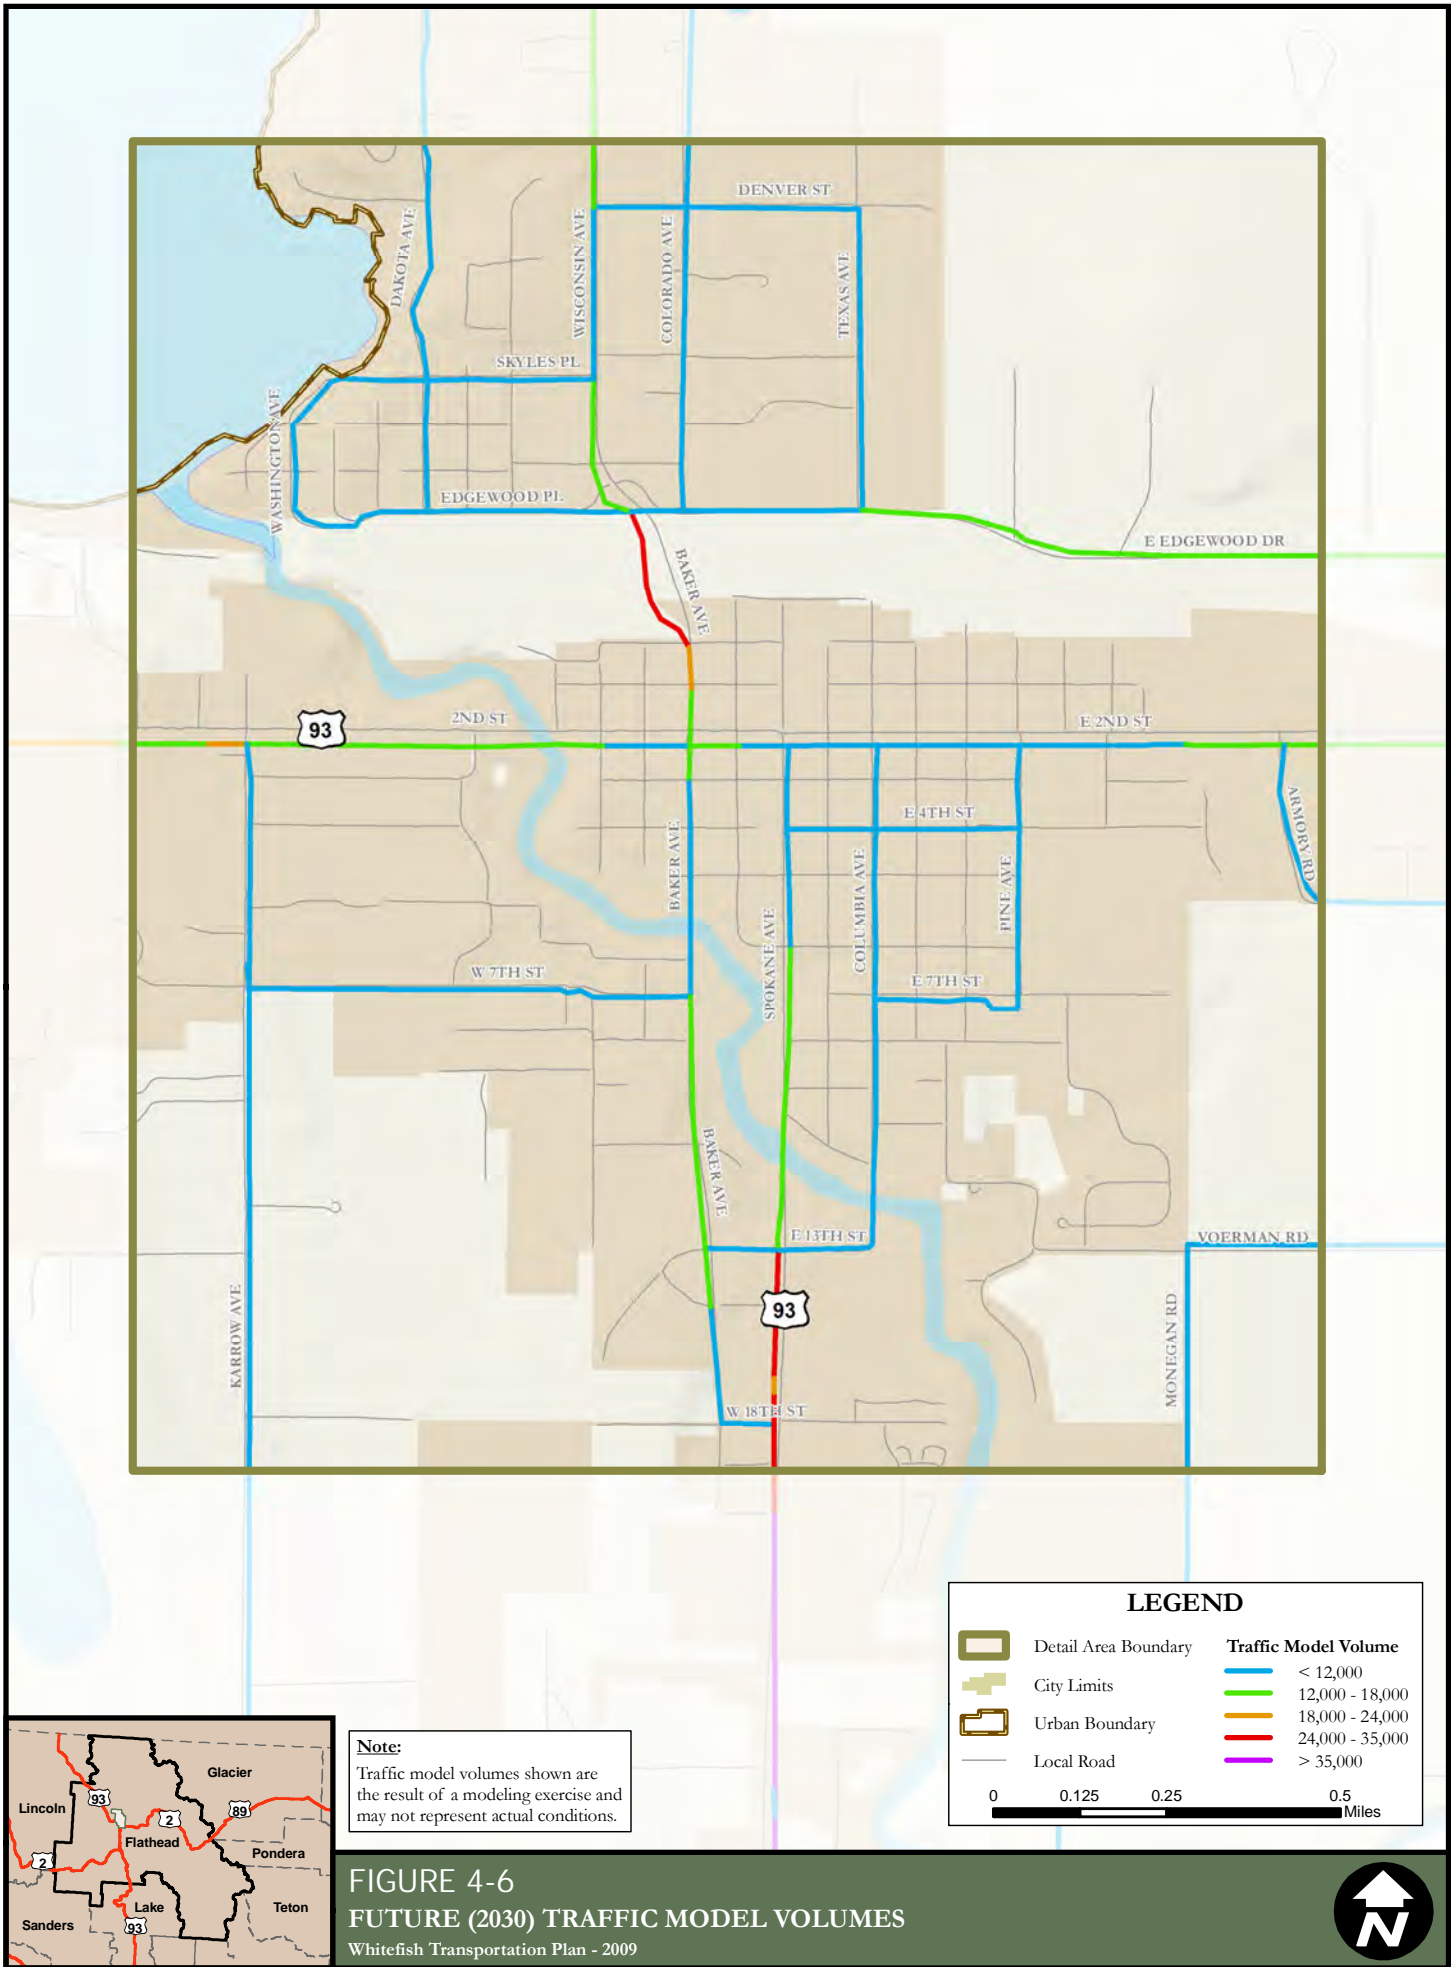 DENVER ST
DAKOTA AVE
WISCONSIN AVE
COLORADO AVE
TEXAS AVE
SKYLES PL
WASHINGTON AVE
EDGEWOOD PL
E EDGEWOOD DR
BAKER AVE
93
2ND ST
E 2ND ST
ARMORY RD
E 4TH ST
BAKER AVE
COLUMBIA AVE
PINE AVE
SPOKANE AVE
W 7TH ST
E 7TH ST
BAKER AVE
E 13TH ST
VOERMAN RD
93
KARROW AVE
MONEGAN RD
W 18TH ST
LEGEND
Detail Area Boundary
City Limits
Urban Boundary
Local Road
Traffic Model Volume
< 12,000
12,000 - 18,000
18,000 - 24,000
24,000 - 35,000
> 35,000
0 0.125 0.25 0.5
Miles
Note:
Traffic model volumes shown are
the result of a modeling exercise and
may not represent actual conditions.
Glacier
93
Lincoln
2
89
Flathead
Pondera
2
Lake
Teton
Sanders
93
FIGURE 4-6
FUTURE (2030) TRAFFIC MODEL VOLUMES
Whitefish Transportation Plan - 2009
N